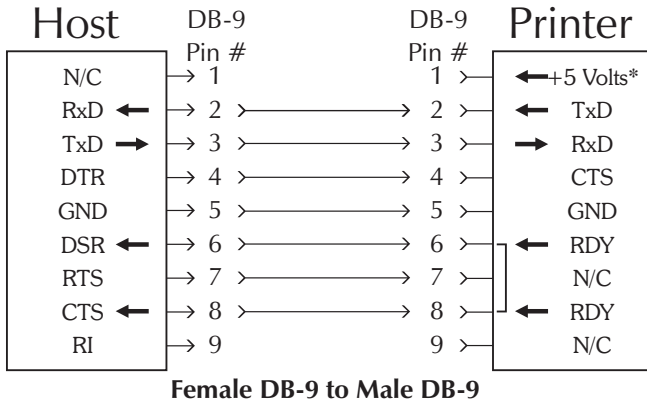 Host DB-9 DB-9 Printer
Pin # Pin #
N/C 1 1 +5 Volts*
RxD 2 2 TxD
TxD 3 3 RxD
DTR 4 4 CTS
GND 5 5 GND
DSR 6 6 RDY
RTS 7 7 N/C
CTS 8 8 RDY
RI 9 9 N/C
Female DB-9 to Male DB-9